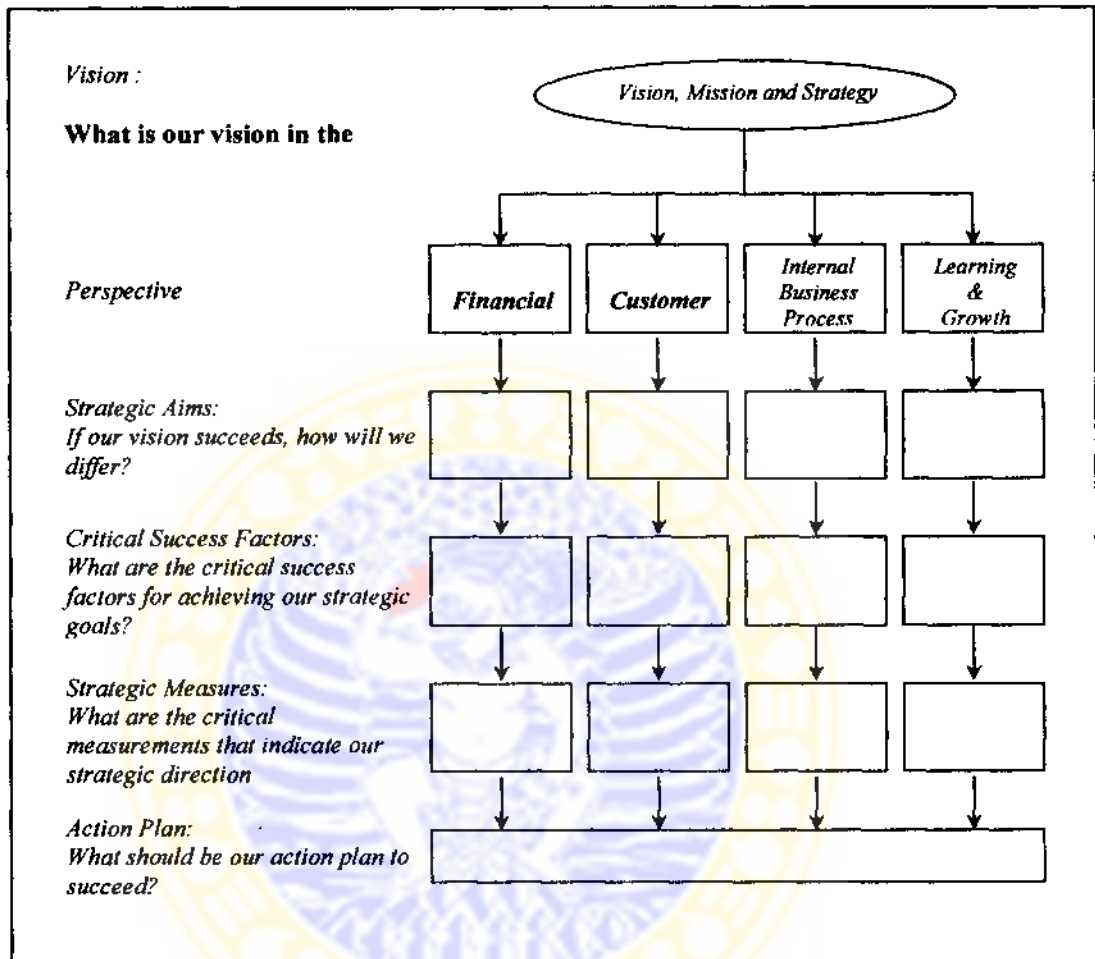 Vision :
Vision, Mission and Strategy
What is our vision in the
Perspective
Financial
Customer
Internal
Business
Process
Learning
&
Growth
Strategic Aims:
If our vision succeeds, how will we
differ?
Critical Success Factors:
What are the critical success
factors for achieving our strategic
goals?
Strategic Measures:
What are the critical
measurements that indicate our
strategic direction
Action Plan:
What should be our action plan to
succeed?